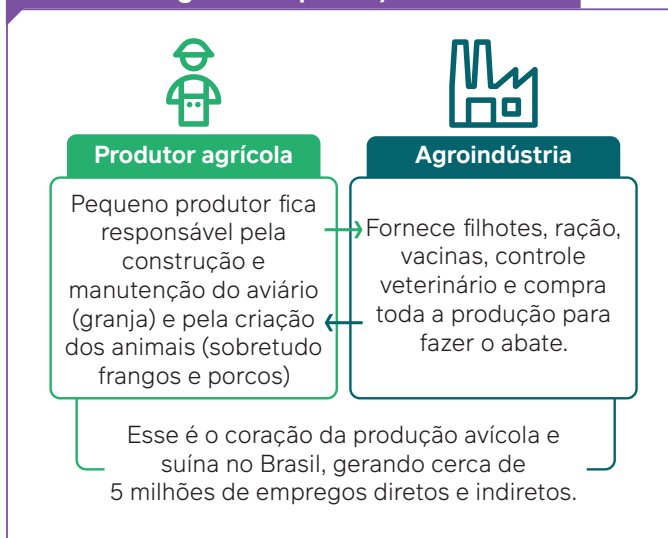 Produtor agrícola
Pequeno produtor fica
responsável pela
construção e
manutenção do aviário
(granja) e pela criação
dos animais (sobretudo
frangos e porcos)
Agroindústria
Fornece filhotes, ração,
vacinas, controle
veterinário e compra
toda a produção para
fazer o abate.
Esse é o coração da produção avícola e
suína no Brasil, gerando cerca de
5 milhões de empregos diretos e indiretos.